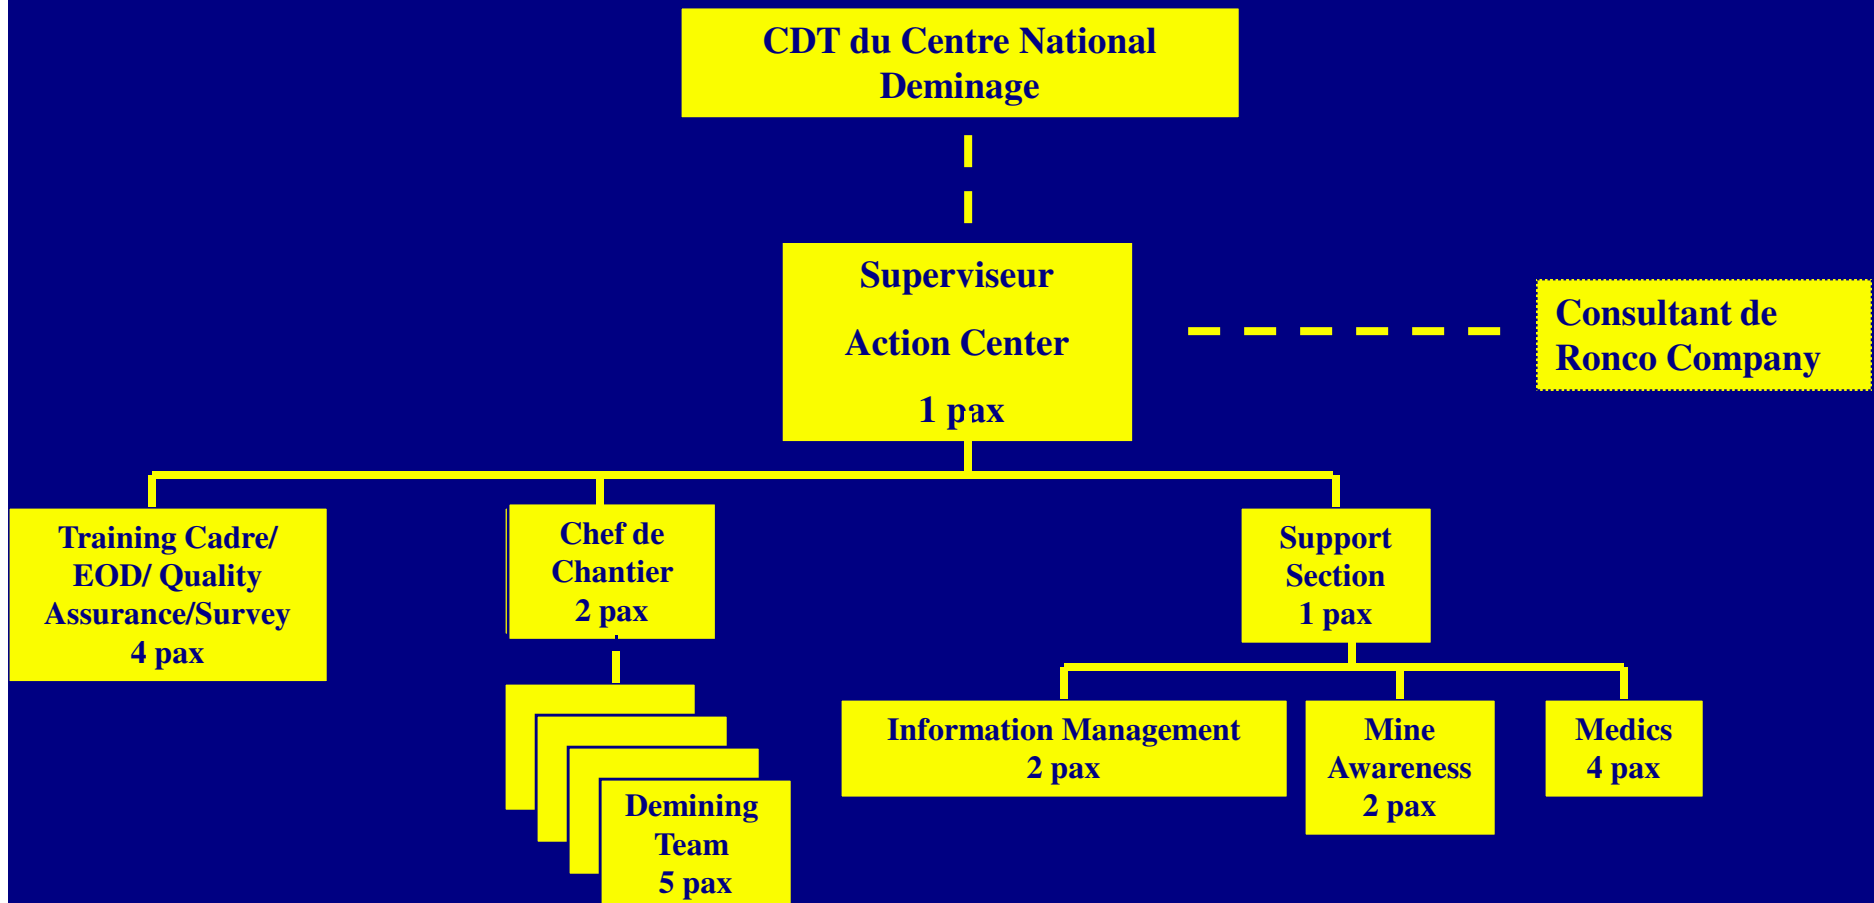 CDT du Centre National
Deminage
Superviseur
Action Center
1 pax
Consultant de
Ronco Company
Training Cadre/
EOD/ Quality
Assurance/Survey
4 pax
Chef de
Chantier
2 pax
Support
Section
1 pax
Demining
Team
5 pax
Information Management
2 pax
Mine
Awareness
2 pax
Medics
4 pax